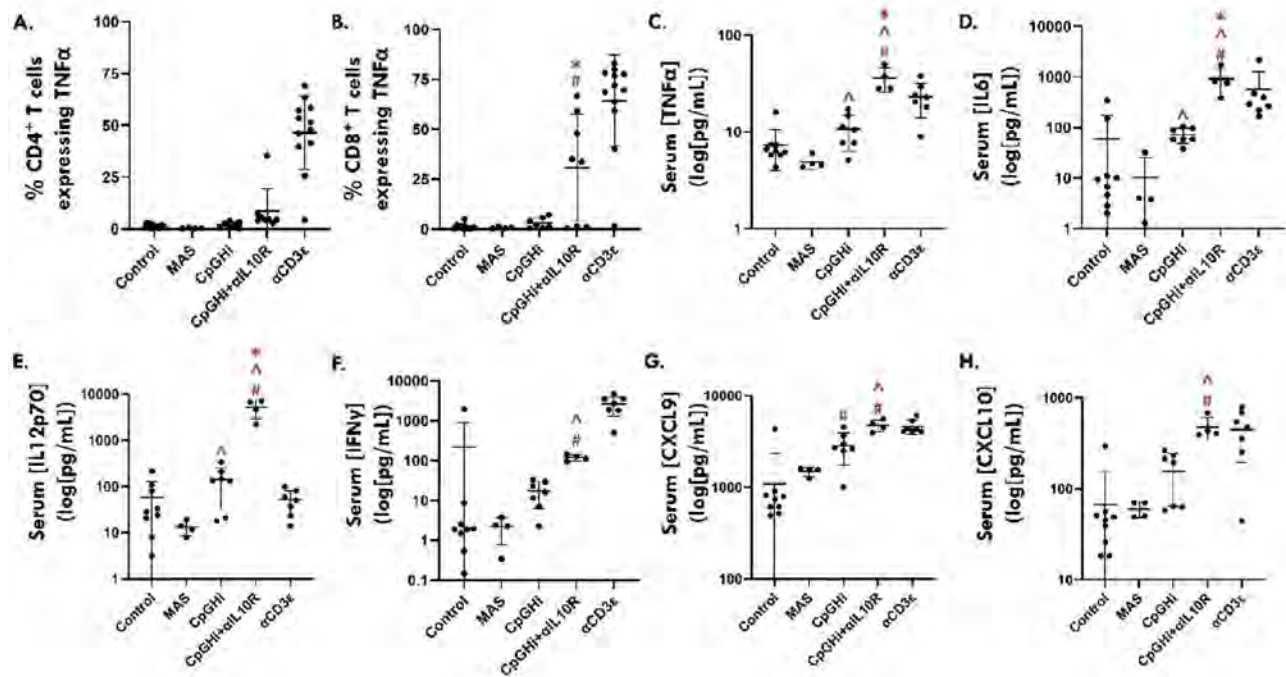 A.
% CD4⁺ T cells
expressing TNFα
100
75
50
25
0
Control
MAS
CpGHi
CpGHi+αIL10R
αCD3ε
B.
% CD8⁺ T cells
expressing TNFα
100
75
50
25
0
*
#
Control
MAS
CpGHi
CpGHi+αIL10R
αCD3ε
C.
Serum [TNFα]
(log[pg/mL])
100
10
1
^
*
^
#
Control
MAS
CpGHi
CpGHi+αIL10R
αCD3ε
D.
Serum [IL6]
(log[pg/mL])
10000
1000
100
10
1
^
*
^
#
Control
MAS
CpGHi
CpGHi+αIL10R
αCD3ε
E.
Serum [IL12p70]
(log[pg/mL])
10000
1000
100
10
1
^
*
^
#
Control
MAS
CpGHi
CpGHi+αIL10R
αCD3ε
F.
Serum [IFNγ]
(log[pg/mL])
10000
1000
100
10
1
0.1
^
#
Control
MAS
CpGHi
CpGHi+αIL10R
αCD3ε
G.
Serum [CXCL9]
(log[pg/mL])
10000
1000
100
#
^
#
Control
MAS
CpGHi
CpGHi+αIL10R
αCD3ε
H.
Serum [CXCL10]
(log[pg/mL])
1000
100
10
^
#
Control
MAS
CpGHi
CpGHi+αIL10R
αCD3ε